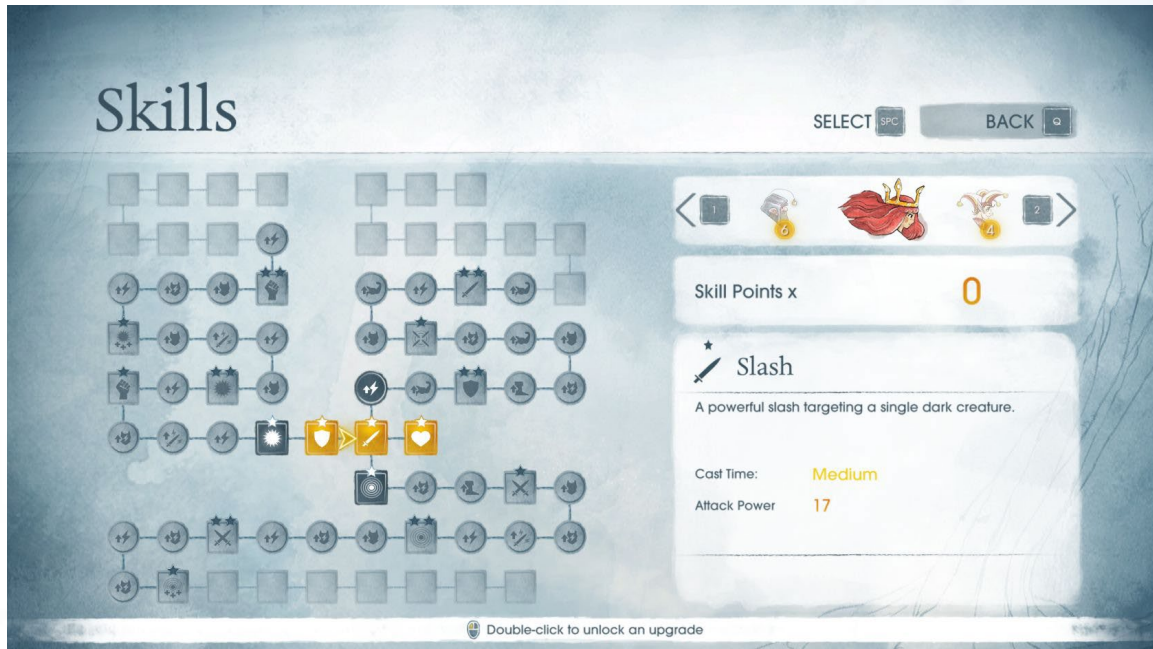 Skills
SELECT SPC
BACK Q
1
6
4
2
Skill Points x 0
Slash
A powerful slash targeting a single dark creature.
Cast Time: Medium
Attack Power 17
Double-click to unlock an upgrade